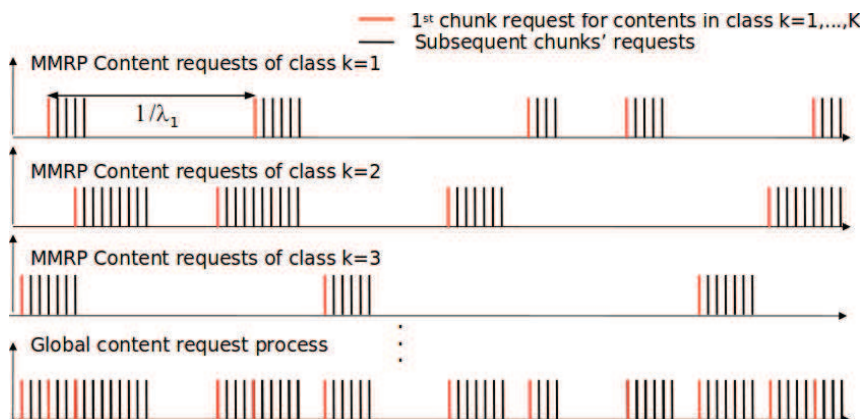 1st chunk request for contents in class k=1,...,K
Subsequent chunks' requests
MMRP Content requests of class k=1
1/λ1
MMRP Content requests of class k=2
MMRP Content requests of class k=3
Global content request process